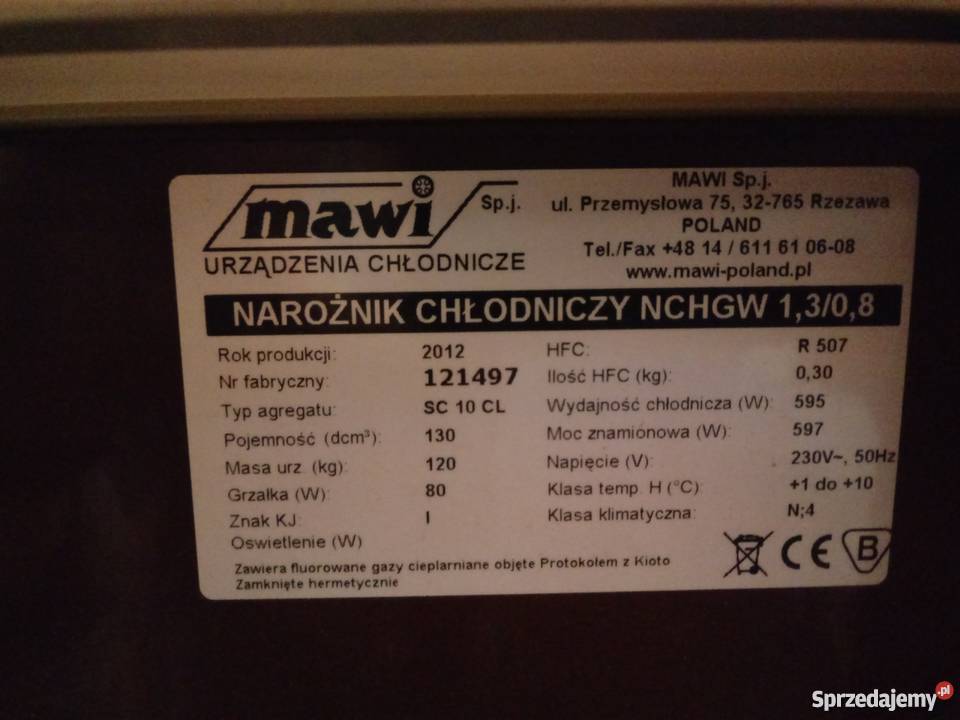 mawi Sp.j.
URZĄDZENIA CHŁODNICZE
MAWI Sp.j.
ul. Przemysłowa 75, 32-765 Rzezawa
POLAND
Tel./Fax +48 14 / 611 61 06-08
www.mawi-poland.pl
NAROŻNIK CHŁODNICZY NCHGW 1,3/0,8
Rok produkcji: 2012
Nr fabryczny: 121497
Typ agregatu: SC 10 CL
Pojemność (dcm³): 130
Masa urz. (kg): 120
Grzałka (W): 80
Znak KJ: I
Oswietlenie (W)
HFC: R 507
Ilość HFC (kg): 0,30
Wydajność chłodnicza (W): 595
Moc znamionowa (W): 597
Napięcie (V): 230V~, 50Hz
Klasa temp. H (°C): +1 do +10
Klasa klimatyczna: N;4
Zawiera fluorowane gazy cieplarniane objęte Protokołem z Kioto
Zamknięte hermetycznie
CE B
Sprzedajemy.pl